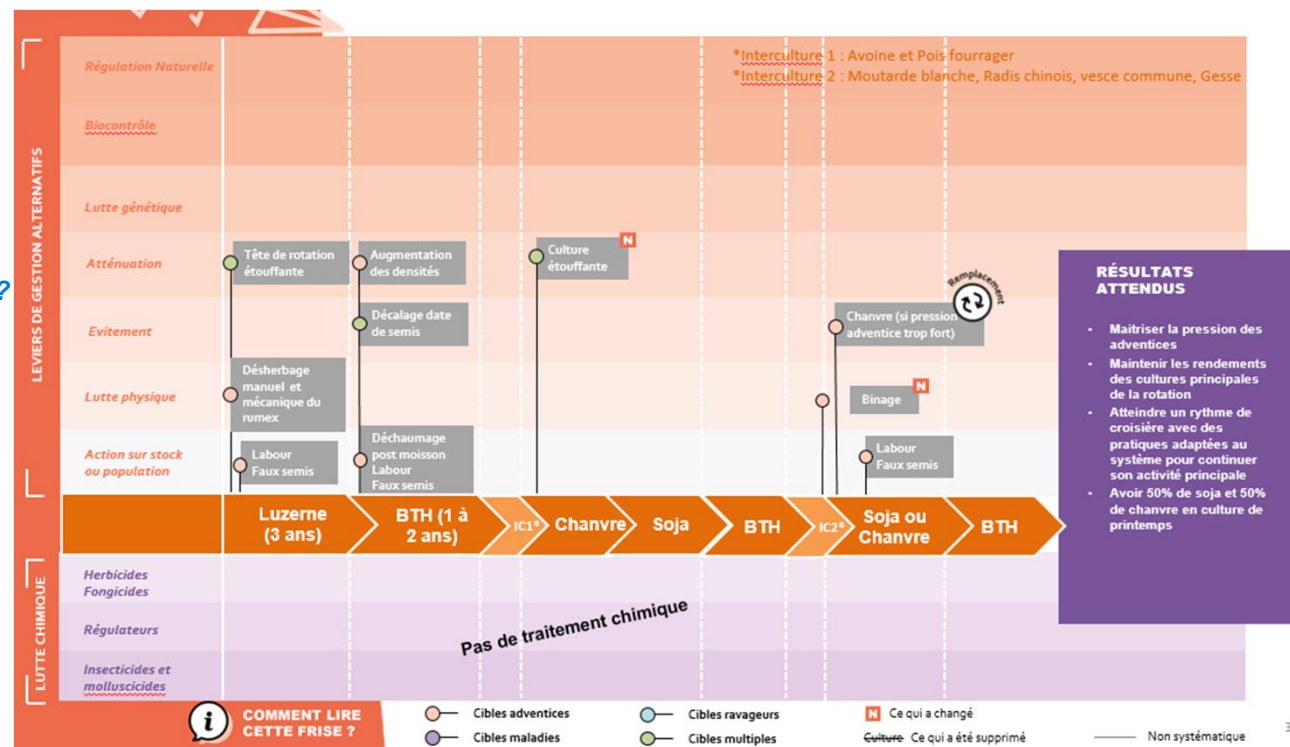 *Interculture 1 : Avoine et Pois fourrager
*Interculture 2 : Moutarde blanche, Radis chinois, vesce commune, Gesse
LEVIERS DE GESTION ALTERNATIFS
Régulation Naturelle
Biocontrôle
Lutte génétique
Atténuation
Tête de rotation
étouffante
Augmentation
des densités
Culture
étouffante
N
?
Evitement
Décalage date
de semis
Chanvre (si pression
adventice trop fort)
Remplacement
Lutte physique
Désherbage
manuel et
mécanique du
rumex
Binage
N
Action sur stock
ou population
Labour
Faux semis
Déchaumage
post moisson
Labour
Faux semis
Labour
Faux semis
Luzerne
(3 ans)
BTH (1 à
2 ans)
IC1*
Chanvre
Soja
BTH
IC2*
Soja ou
Chanvre
BTH
RÉSULTATS
ATTENDUS
• Maitriser la pression des
adventices
• Maintenir les rendements
des cultures principales
de la rotation
• Atteindre un rythme de
croisière avec des
pratiques adaptées au
système pour continuer
son activité principale
• Avoir 50% de soja et 50%
de chanvre en culture de
printemps
LUTTE CHIMIQUE
Herbicides
Fongicides
Régulateurs
Insecticides et
molluscicides
Pas de traitement chimique
i
COMMENT LIRE
CETTE FRISE ?
Cibles adventices
Cibles maladies
Cibles ravageurs
Cibles multiples
N Ce qui a changé
Culture Ce qui a été supprimé
Non systématique
3